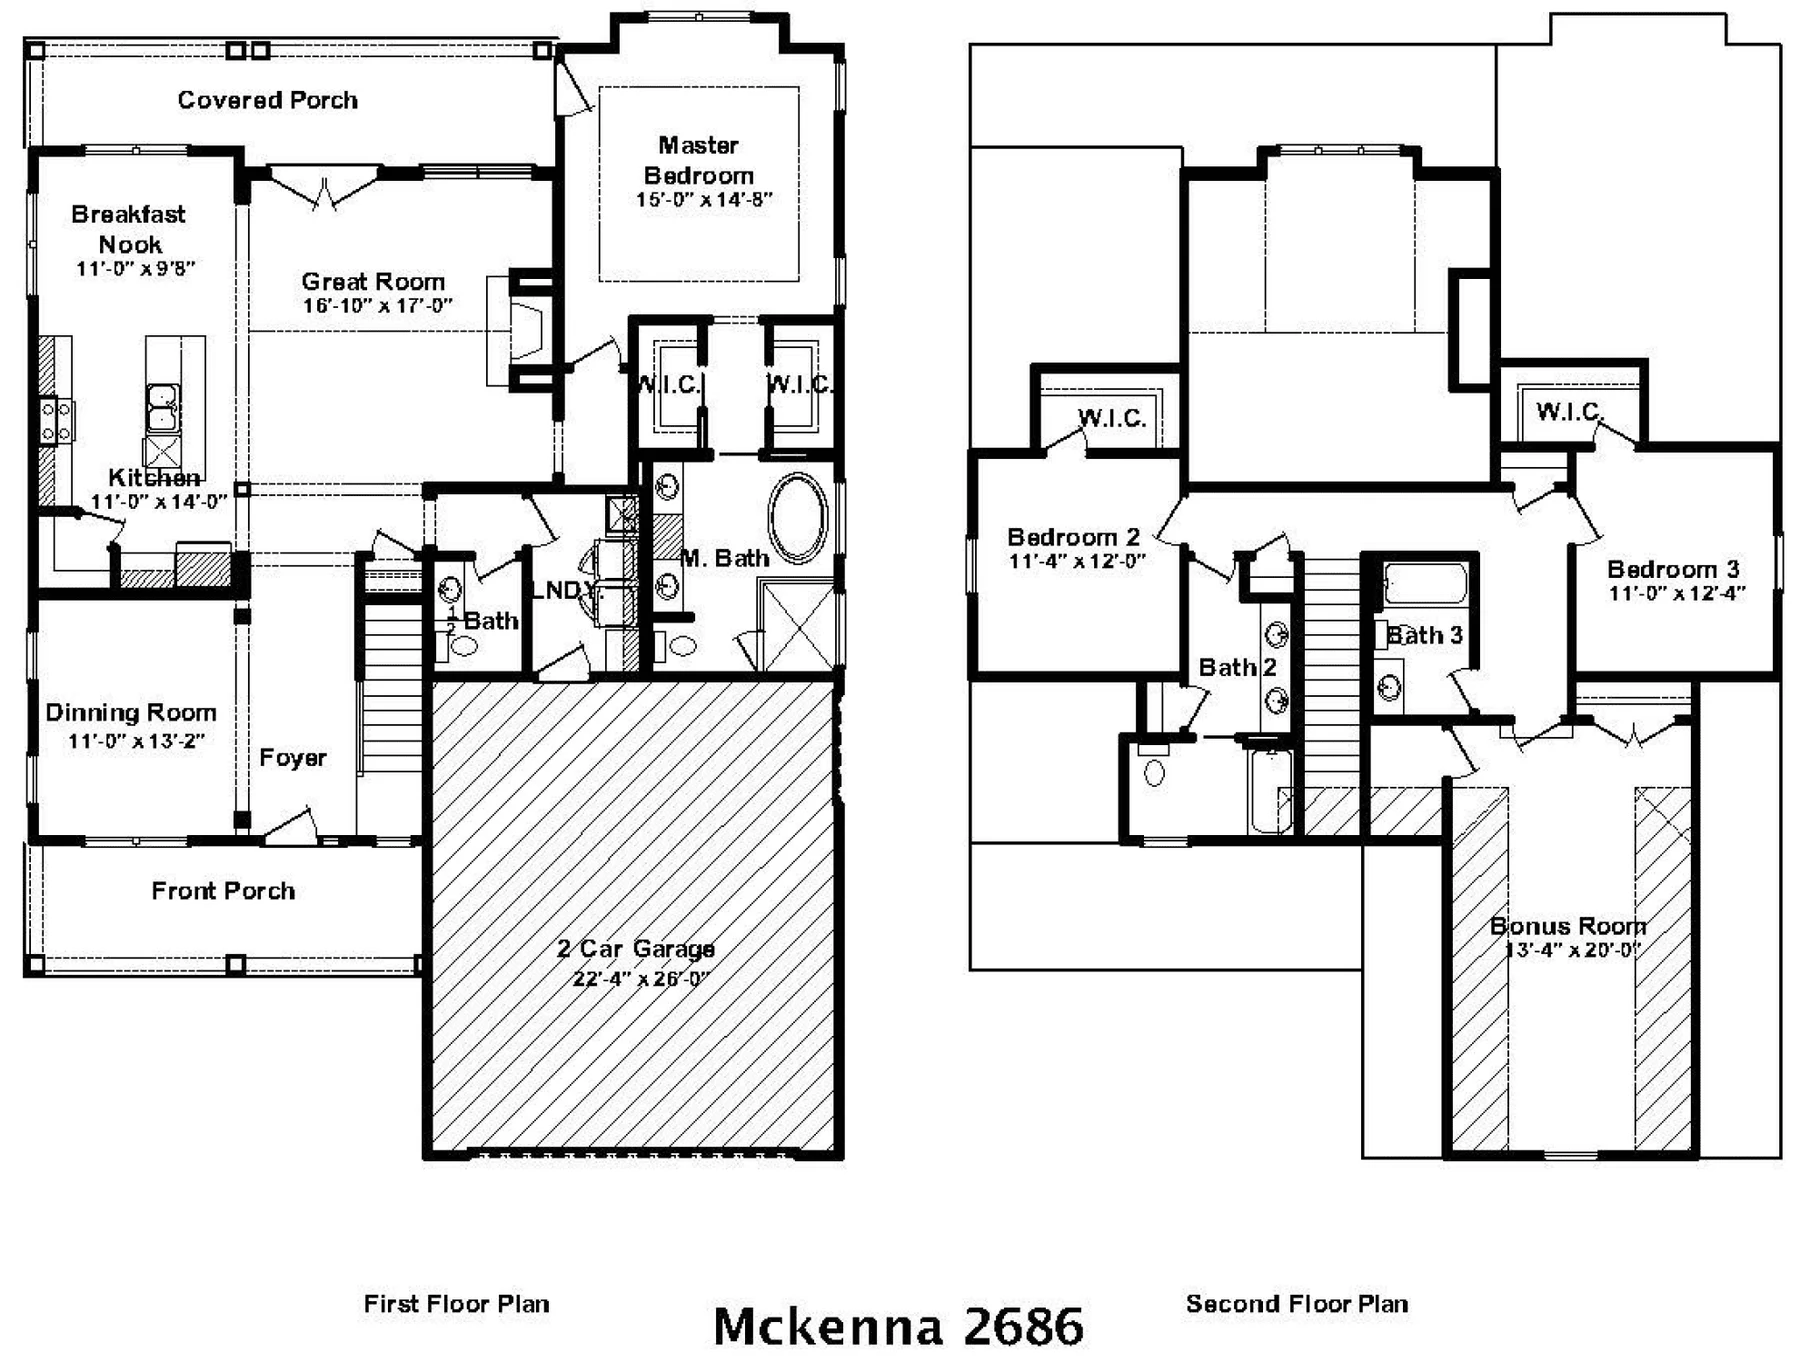 Covered Porch
Master
Bedroom
15'-0" x 14'-8"
Breakfast
Nook
11'-0" x 9'8"
Great Room
16'-10" x 17'-0"
W.I.C.
W.I.C.
Kitchen
11'-0" x 14'-0"
M. Bath
LNDY.
1/2 Bath
Dinning Room
11'-0" x 13'-2"
Foyer
Front Porch
2 Car Garage
22'-4" x 26'-0"
First Floor Plan
W.I.C.
W.I.C.
Bedroom 2
11'-4" x 12'-0"
Bedroom 3
11'-0" x 12'-4"
Bath 3
Bath 2
Bonus Room
13'-4" x 20'-0"
Second Floor Plan
Mckenna 2686